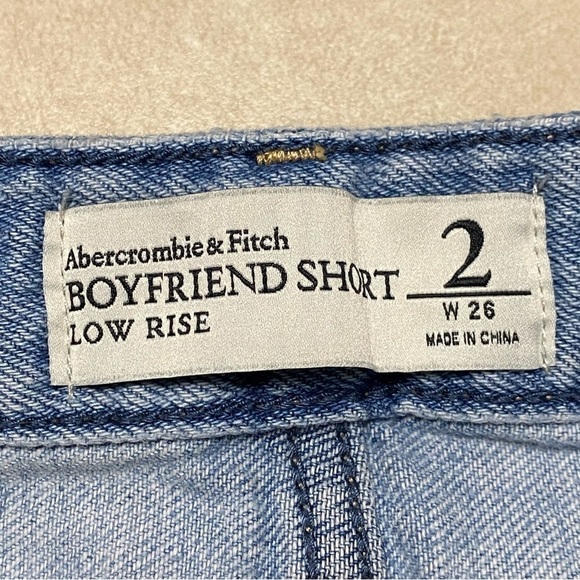 Abercrombie & Fitch
BOYFRIEND SHORT
LOW RISE
2
W 26
MADE IN CHINA